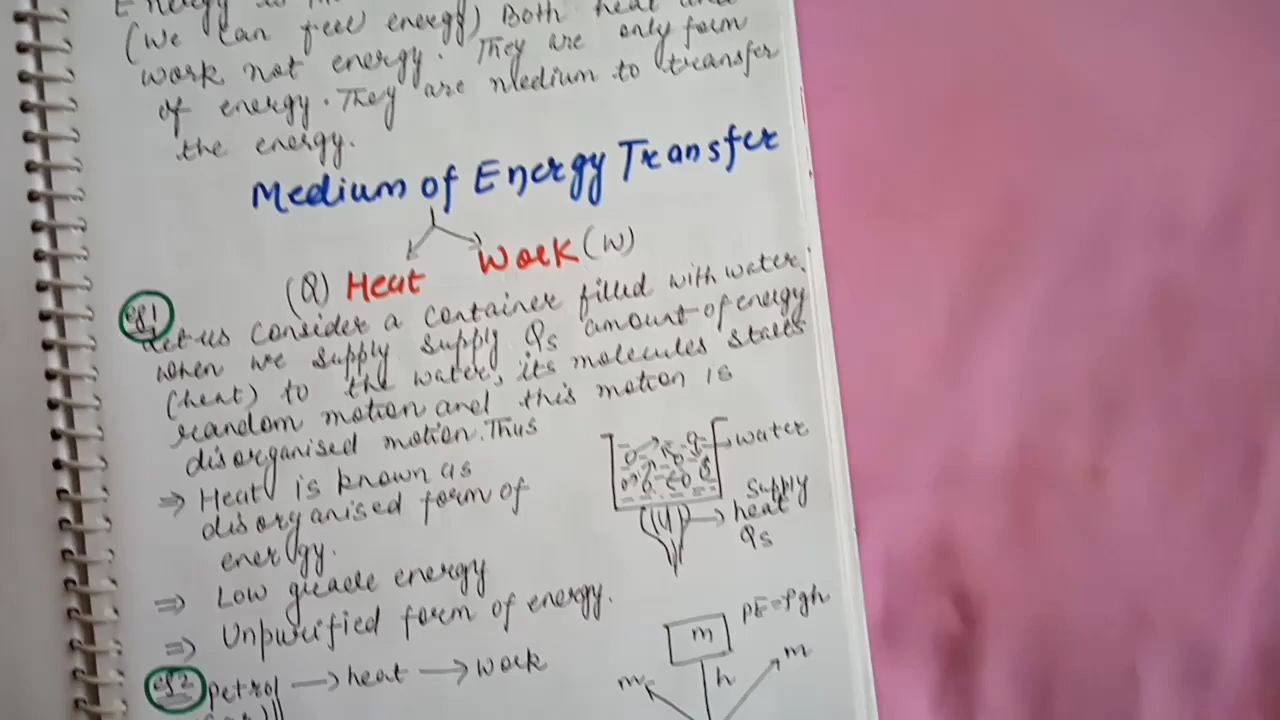 Energy is
(We can feel energy) Both heat and
work not energy. They are only form
of energy. They are medium to transfer
the energy.
Medium of Energy Transfer
(Q) Heat Work (W)
eg1
Let us consider a container filled with water.
when we supply supply Qs amount of energy
(heat) to the water, its molecules starts
random motion and this motion is
disorganised motion. Thus
⇒ Heat is known as
disorganised form of
energy.
⇒ Low grade energy
⇒ Unpurified form of energy.
water
supply
heat
Qs
PE=ρgh
m
m
m
h
eg2 petrol → heat → work